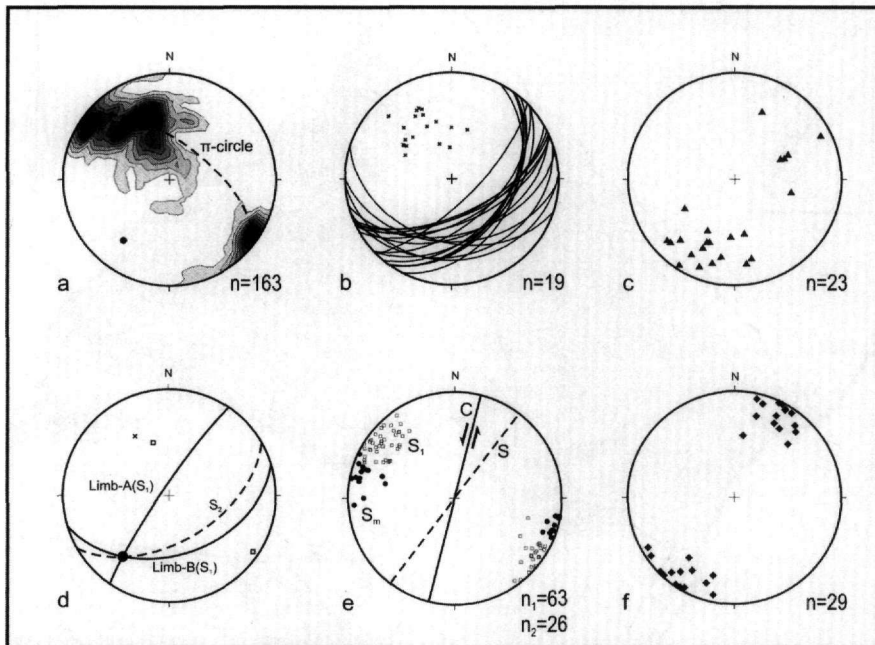 N
π-circle
a
n=163
N
b
n=19
N
c
n=23
N
Limb-A(S₁)
S₂
Limb-B(S₁)
d
N
C
S
S₁
Sₘ
e
n₁=63
n₂=26
N
f
n=29